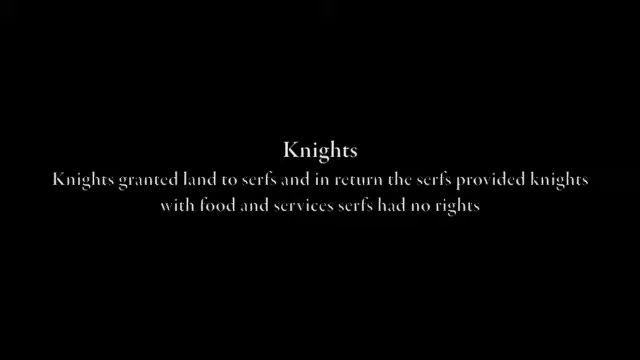 Knights
Knights granted land to serfs and in return the serfs provided knights
with food and services serfs had no rights